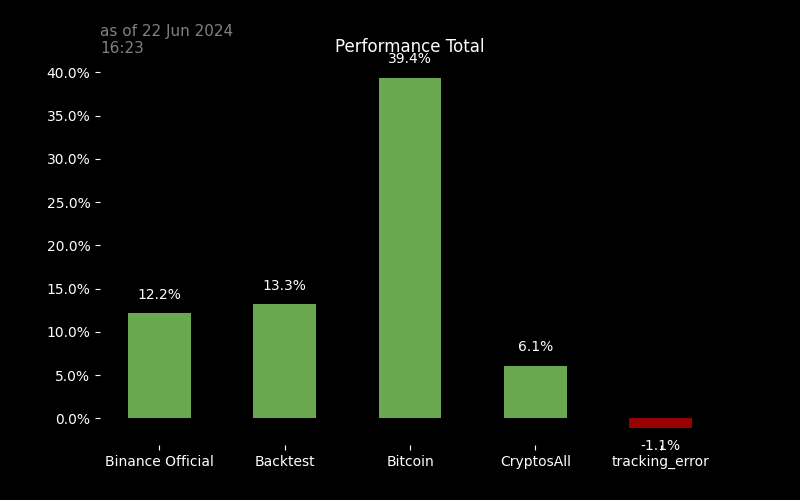 as of 22 Jun 2024
16:23
Performance Total
39.4%
40.0%
35.0%
30.0%
25.0%
20.0%
15.0%
10.0%
5.0%
0.0%
12.2%
13.3%
6.1%
-1.1%
Binance Official
Backtest
Bitcoin
CryptosAll
tracking_error